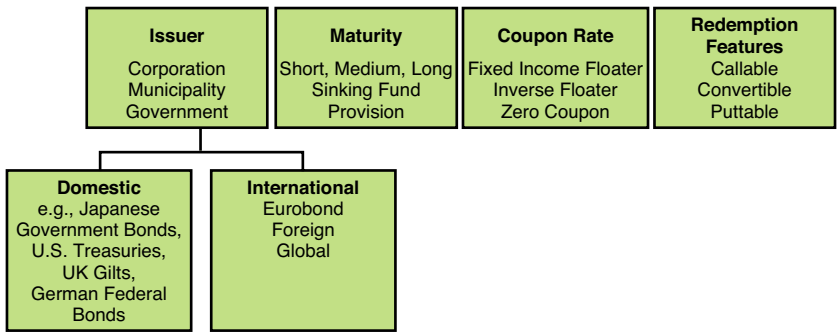 Issuer
Corporation
Municipality
Government
Maturity
Short, Medium, Long
Sinking Fund
Provision
Coupon Rate
Fixed Income Floater
Inverse Floater
Zero Coupon
Redemption
Features
Callable
Convertible
Puttable
Domestic
e.g., Japanese
Government Bonds,
U.S. Treasuries,
UK Gilts,
German Federal
Bonds
International
Eurobond
Foreign
Global